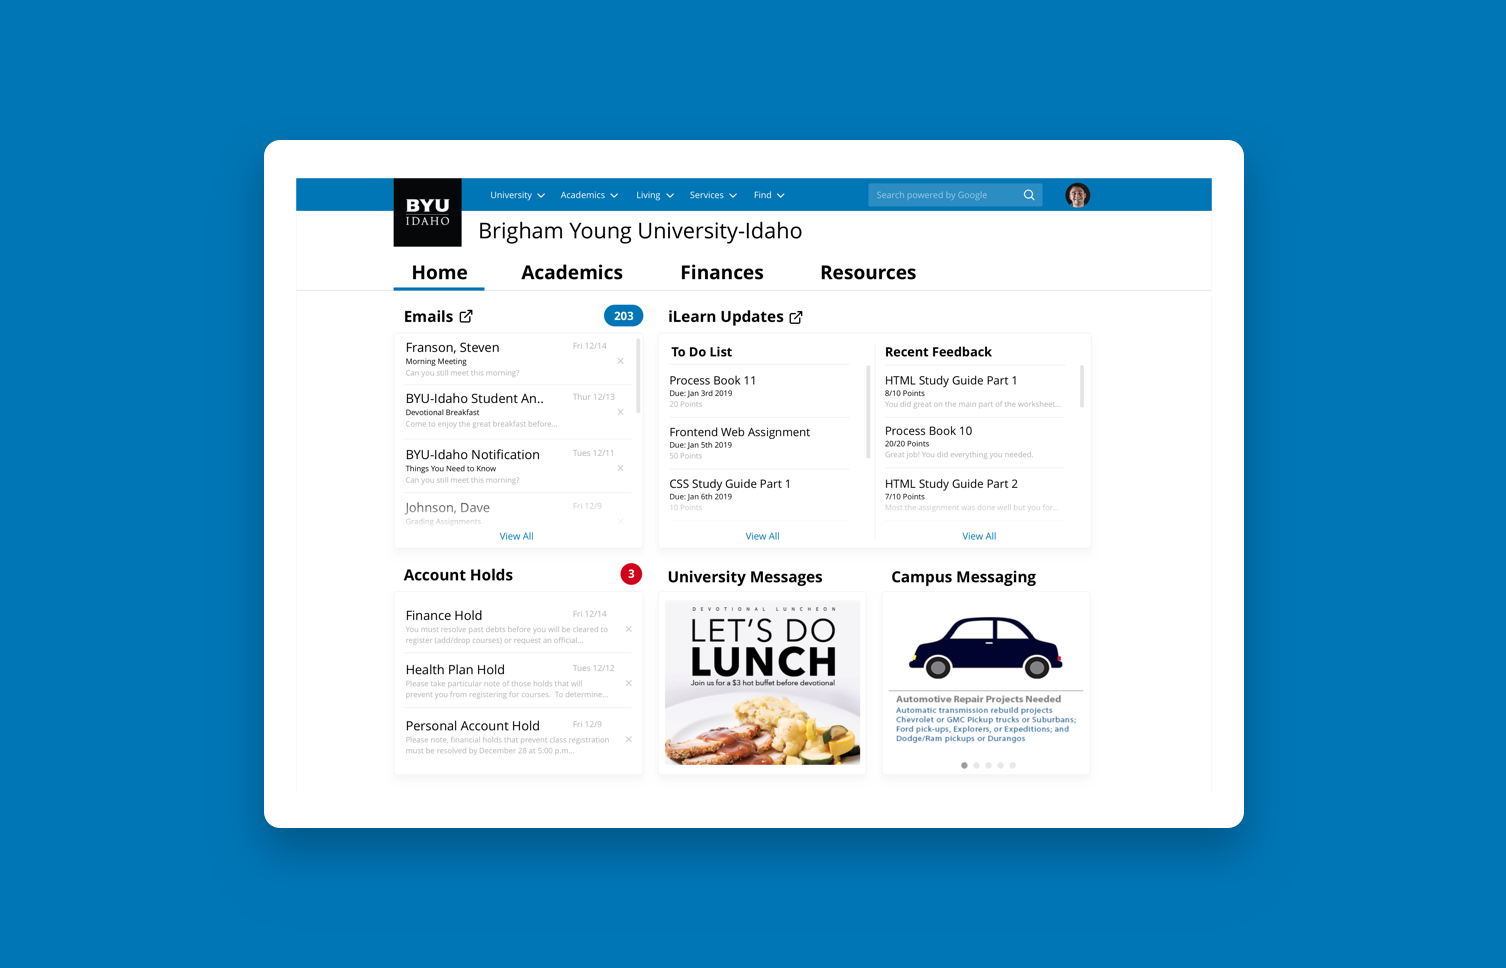 BYU
IDAHO
University
Academics
Living
Services
Find
Search powered by Google
Brigham Young University-Idaho
Home
Academics
Finances
Resources
Emails
203
Franson, Steven
Fri 12/14
Morning Meeting
Can you still meet this morning?
BYU-Idaho Student An..
Thur 12/13
Devotional Breakfast
Come to enjoy the great breakfast before...
BYU-Idaho Notification
Tues 12/11
Things You Need to Know
Can you still meet this morning?
Johnson, Dave
Fri 12/9
Grading Assignments
View All
iLearn Updates
To Do List
Process Book 11
Due: Jan 3rd 2019
20 Points
Frontend Web Assignment
Due: Jan 5th 2019
50 Points
CSS Study Guide Part 1
Due: Jan 6th 2019
10 Points
View All
Recent Feedback
HTML Study Guide Part 1
8/10 Points
You did great on the main part of the worksheet...
Process Book 10
20/20 Points
Great job! You did everything you needed.
HTML Study Guide Part 2
7/10 Points
Most the assignment was done well but you for...
View All
Account Holds
3
Finance Hold
Fri 12/14
You must resolve past debts before you will be cleared to
register (add/drop courses) or request an official...
Health Plan Hold
Tues 12/12
Please take particular note of those holds that will
prevent you from registering for courses. To determine...
Personal Account Hold
Fri 12/9
Please note, financial holds that prevent class registration
must be resolved by December 28 at 5:00 p.m...
University Messages
DEVOTIONAL LUNCHEON
LET'S DO
LUNCH
Join us for a $3 hot buffet before devotional
Campus Messaging
Automotive Repair Projects Needed
Automatic transmission rebuild projects
Chevrolet or GMC Pickup trucks or Suburbans;
Ford pick-ups, Explorers, or Expeditions; and
Dodge/Ram pickups or Durangos